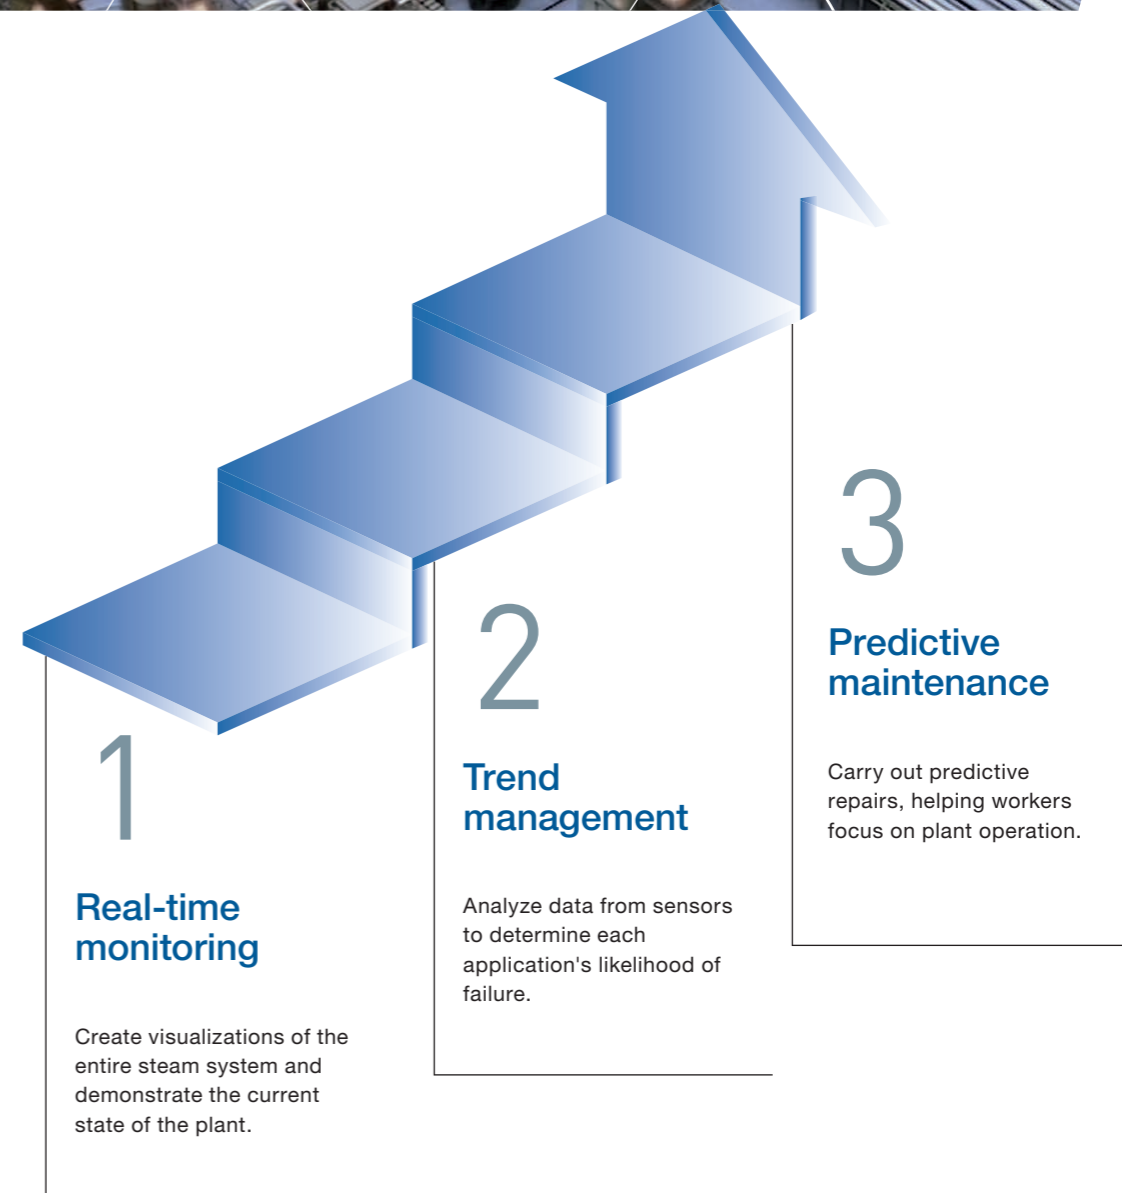 1
Real-time
monitoring
Create visualizations of the
entire steam system and
demonstrate the current
state of the plant.
2
Trend
management
Analyze data from sensors
to determine each
application's likelihood of
failure.
3
Predictive
maintenance
Carry out predictive
repairs, helping workers
focus on plant operation.